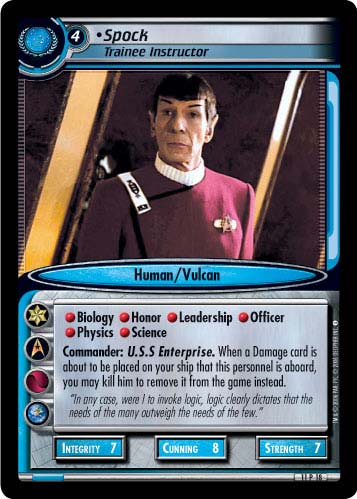 4 •Spock
Trainee Instructor
Human/Vulcan
•Biology •Honor •Leadership •Officer
•Physics •Science
Commander: U.S.S Enterprise. When a Damage card is
about to be placed on your ship that this personnel is aboard,
you may kill him to remove it from the game instead.
"In any case, were I to invoke logic, logic clearly dictates that the
needs of the many outweigh the needs of the few."
INTEGRITY 7 CUNNING 8 STRENGTH 7
11 P 18